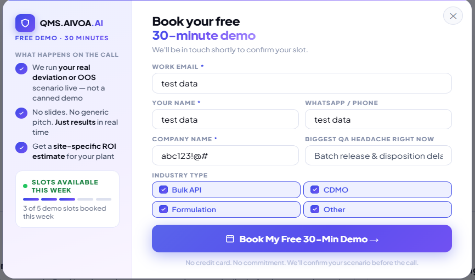 QMS.AIVOA.AI
FREE DEMO · 30 MINUTES
WHAT HAPPENS ON THE CALL
We run your real
deviation or OOS
scenario live — not a
canned demo
No slides. No generic
pitch. Just results in real
time
Get a site-specific ROI
estimate for your plant
SLOTS AVAILABLE
THIS WEEK
3 of 5 demo slots booked
this week
Book your free
30-minute demo
We'll be in touch shortly to confirm your slot.
WORK EMAIL *
test data
YOUR NAME *
WHATSAPP / PHONE
test data
test data
COMPANY NAME *
BIGGEST QA HEADACHE RIGHT NOW
abc123!@#
Batch release & disposition dela
INDUSTRY TYPE
Bulk API
CDMO
Formulation
Other
Book My Free 30-Min Demo →
No credit card. No commitment. We'll confirm your scenario before the call.